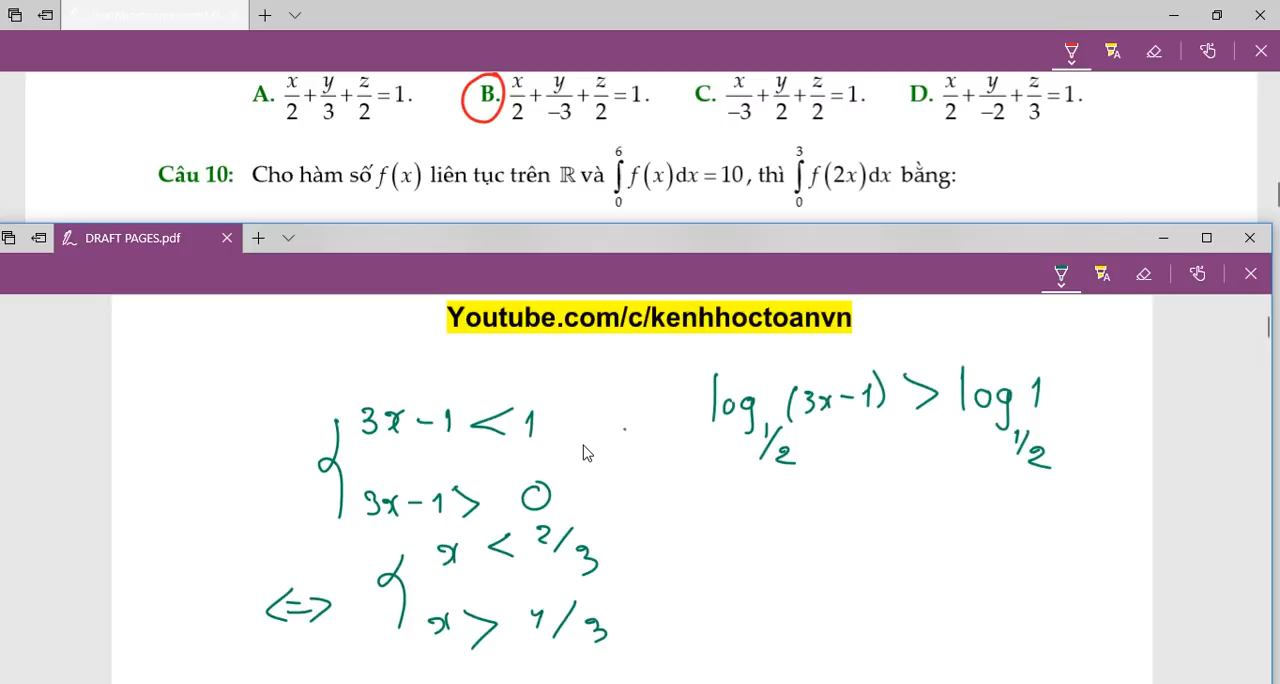 A. x/2 + y/3 + z/2 = 1. B. x/2 + y/-3 + z/2 = 1. C. x/-3 + y/2 + z/2 = 1. D. x/2 + y/-2 + z/3 = 1.
Câu 10: Cho hàm số f(x) liên tục trên ℝ và ∫₀⁶ f(x)dx = 10, thì ∫₀³ f(2x)dx bằng:
DRAFT PAGES.pdf
Youtube.com/c/kenhhoctoanvn
log_{1/2} (3x-1) > log_{1/2} 1
3x-1 < 1
3x-1 > 0
x < 2/3
<=> x > 1/3